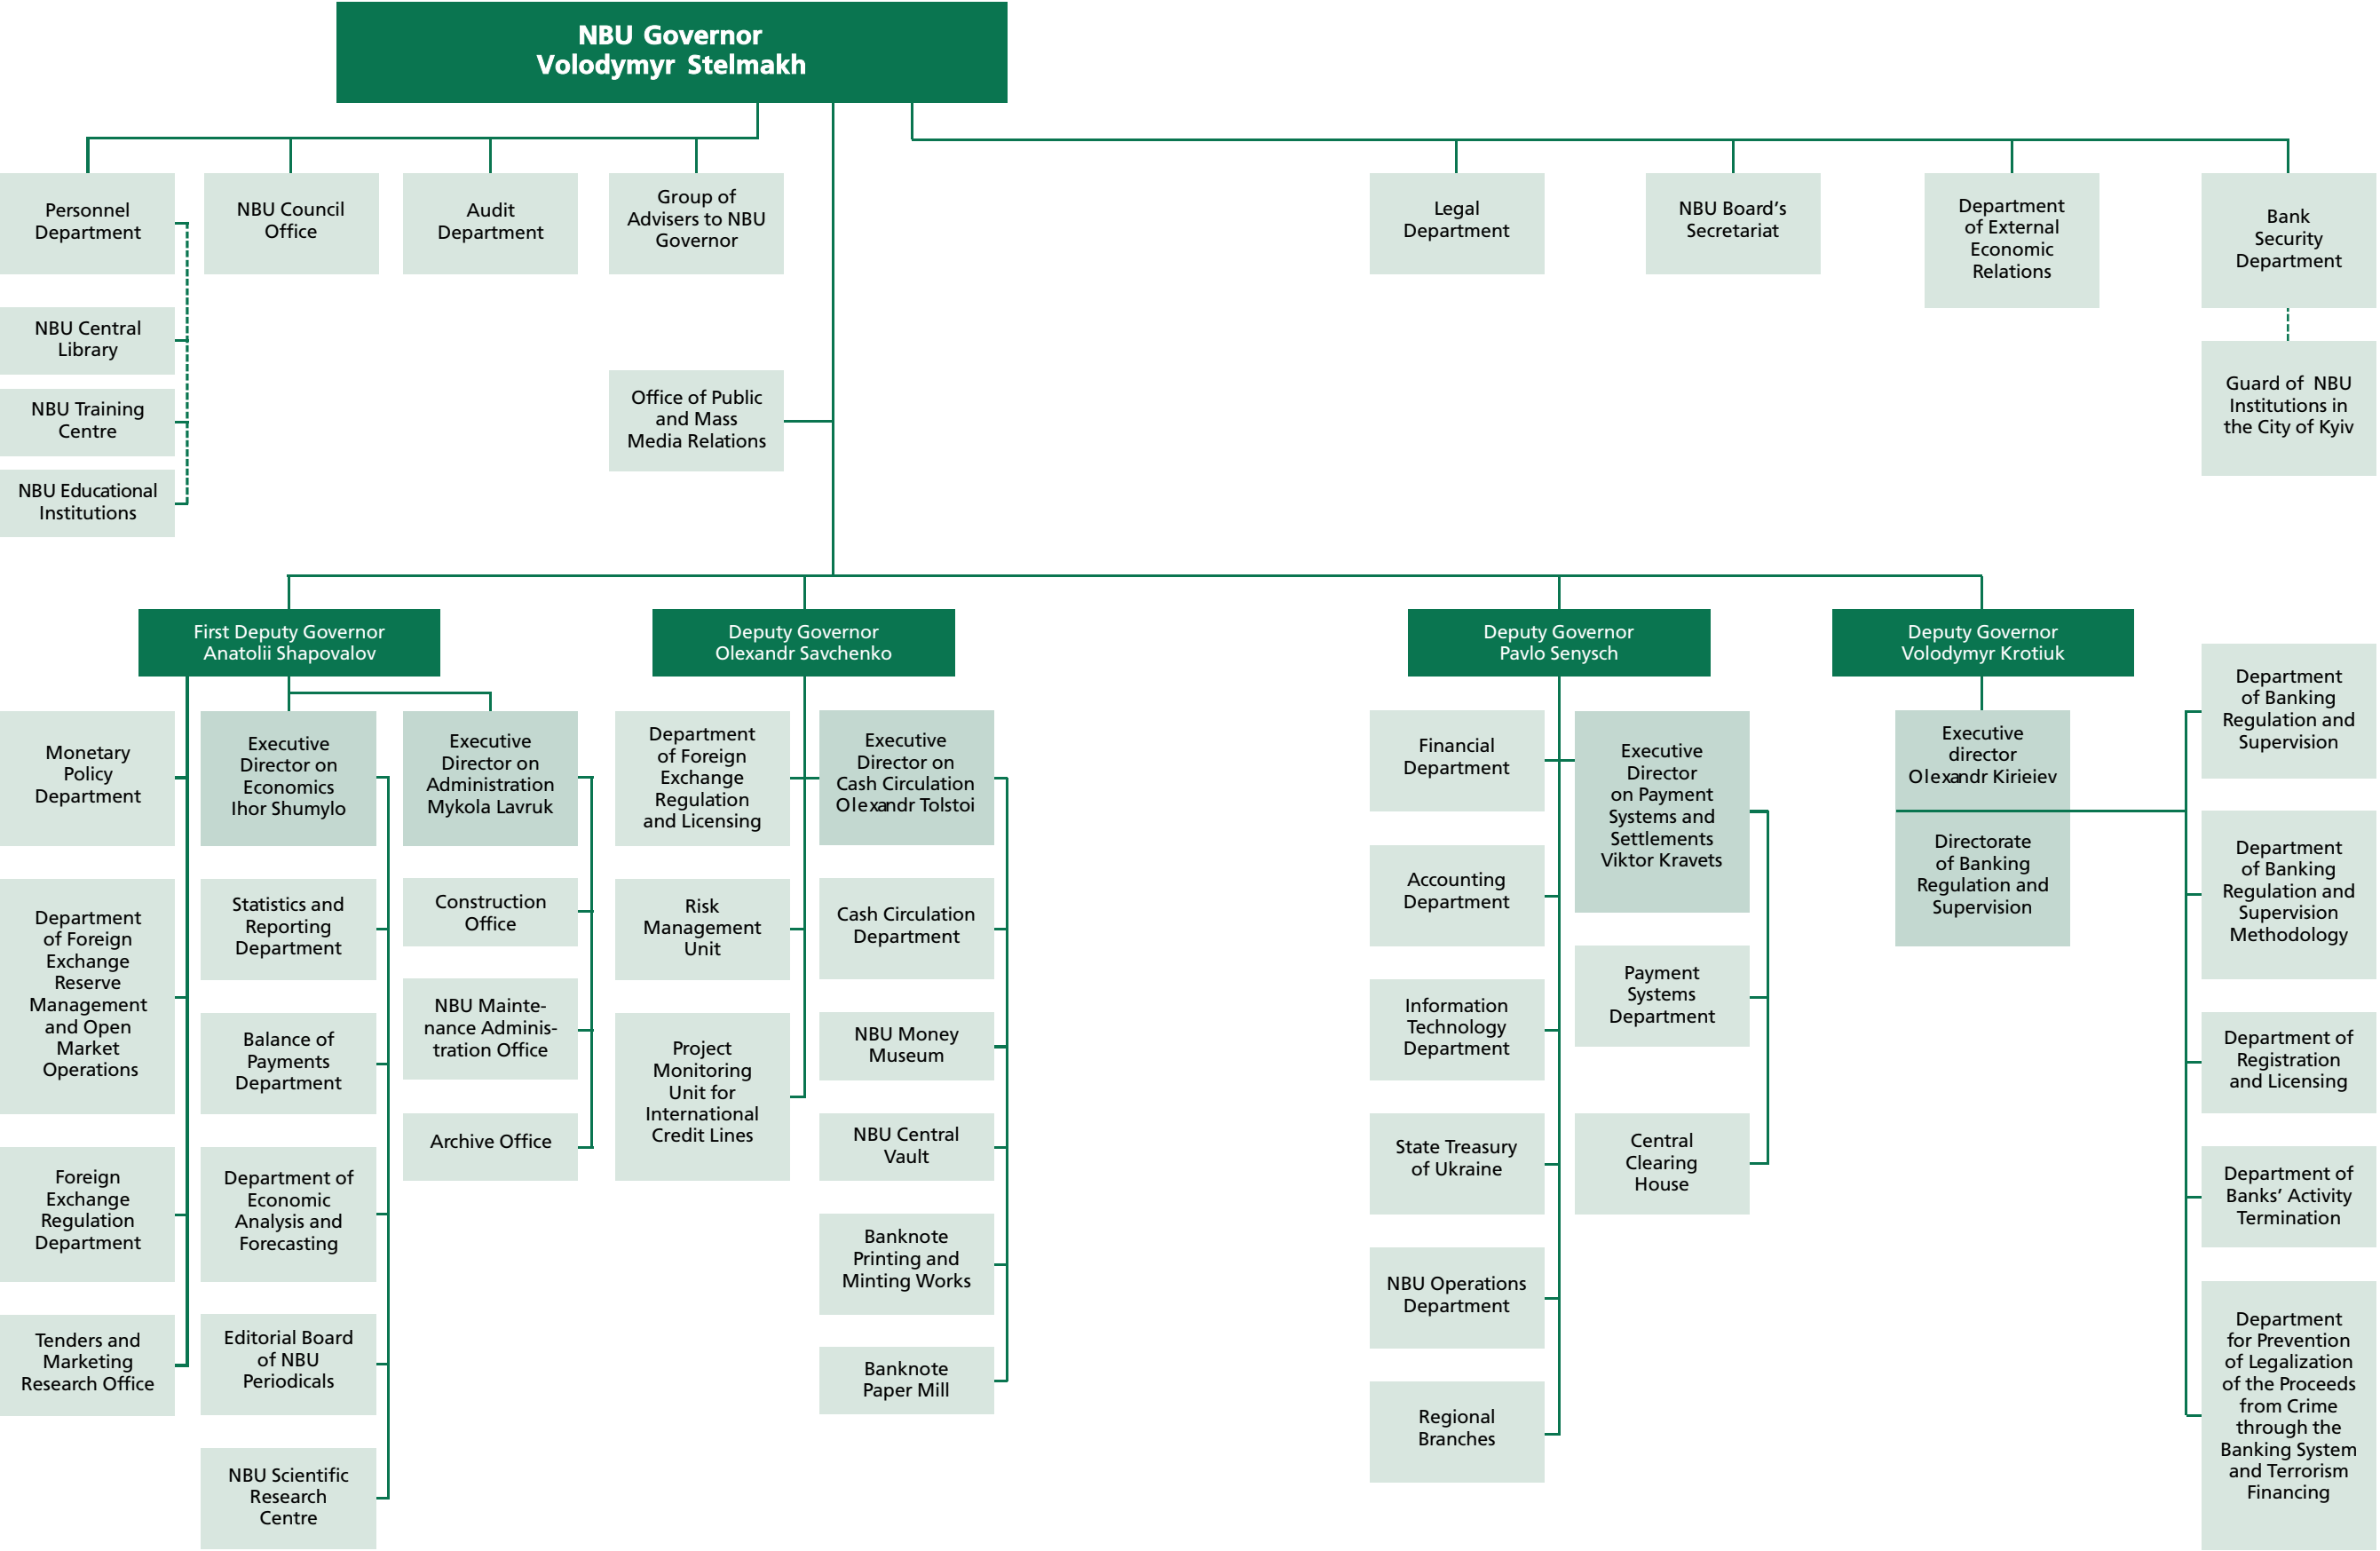 NBU Governor
Volodymyr Stelmakh
Personnel
Department
NBU Council
Office
Audit
Department
Group of
Advisers to NBU
Governor
Legal
Department
NBU Board’s
Secretariat
Department
of External
Economic
Relations
Bank
Security
Department
NBU Central
Library
NBU Training
Centre
NBU Educational
Institutions
Office of Public
and Mass
Media Relations
Guard of NBU
Institutions in
the City of Kyiv
First Deputy Governor
Anatolii Shapovalov
Deputy Governor
Olexandr Savchenko
Deputy Governor
Pavlo Senysch
Deputy Governor
Volodymyr Krotiuk
Monetary
Policy
Department
Department
of Foreign
Exchange
Reserve
Management
and Open
Market
Operations
Foreign
Exchange
Regulation
Department
Tenders and
Marketing
Research Office
Executive
Director on
Economics
Ihor Shumylo
Statistics and
Reporting
Department
Balance of
Payments
Department
Department of
Economic
Analysis and
Forecasting
Editorial Board
of NBU
Periodicals
NBU Scientific
Research
Centre
Executive
Director on
Administration
Mykola Lavruk
Construction
Office
NBU Mainte-
nance Adminis-
tration Office
Archive Office
Department
of Foreign
Exchange
Regulation
and Licensing
Risk
Management
Unit
Project
Monitoring
Unit for
International
Credit Lines
Executive
Director on
Cash Circulation
Olexandr Tolstoi
Cash Circulation
Department
NBU Money
Museum
NBU Central
Vault
Banknote
Printing and
Minting Works
Banknote
Paper Mill
Financial
Department
Accounting
Department
Information
Technology
Department
State Treasury
of Ukraine
NBU Operations
Department
Regional
Branches
Executive
Director
on Payment
Systems and
Settlements
Viktor Kravets
Payment
Systems
Department
Central
Clearing
House
Executive
director
Olexandr Kirieiev
Directorate
of Banking
Regulation and
Supervision
Department
of Banking
Regulation and
Supervision
Department
of Banking
Regulation and
Supervision
Methodology
Department of
Registration
and Licensing
Department of
Banks’ Activity
Termination
Department
for Prevention
of Legalization
of the Proceeds
from Crime
through the
Banking System
and Terrorism
Financing